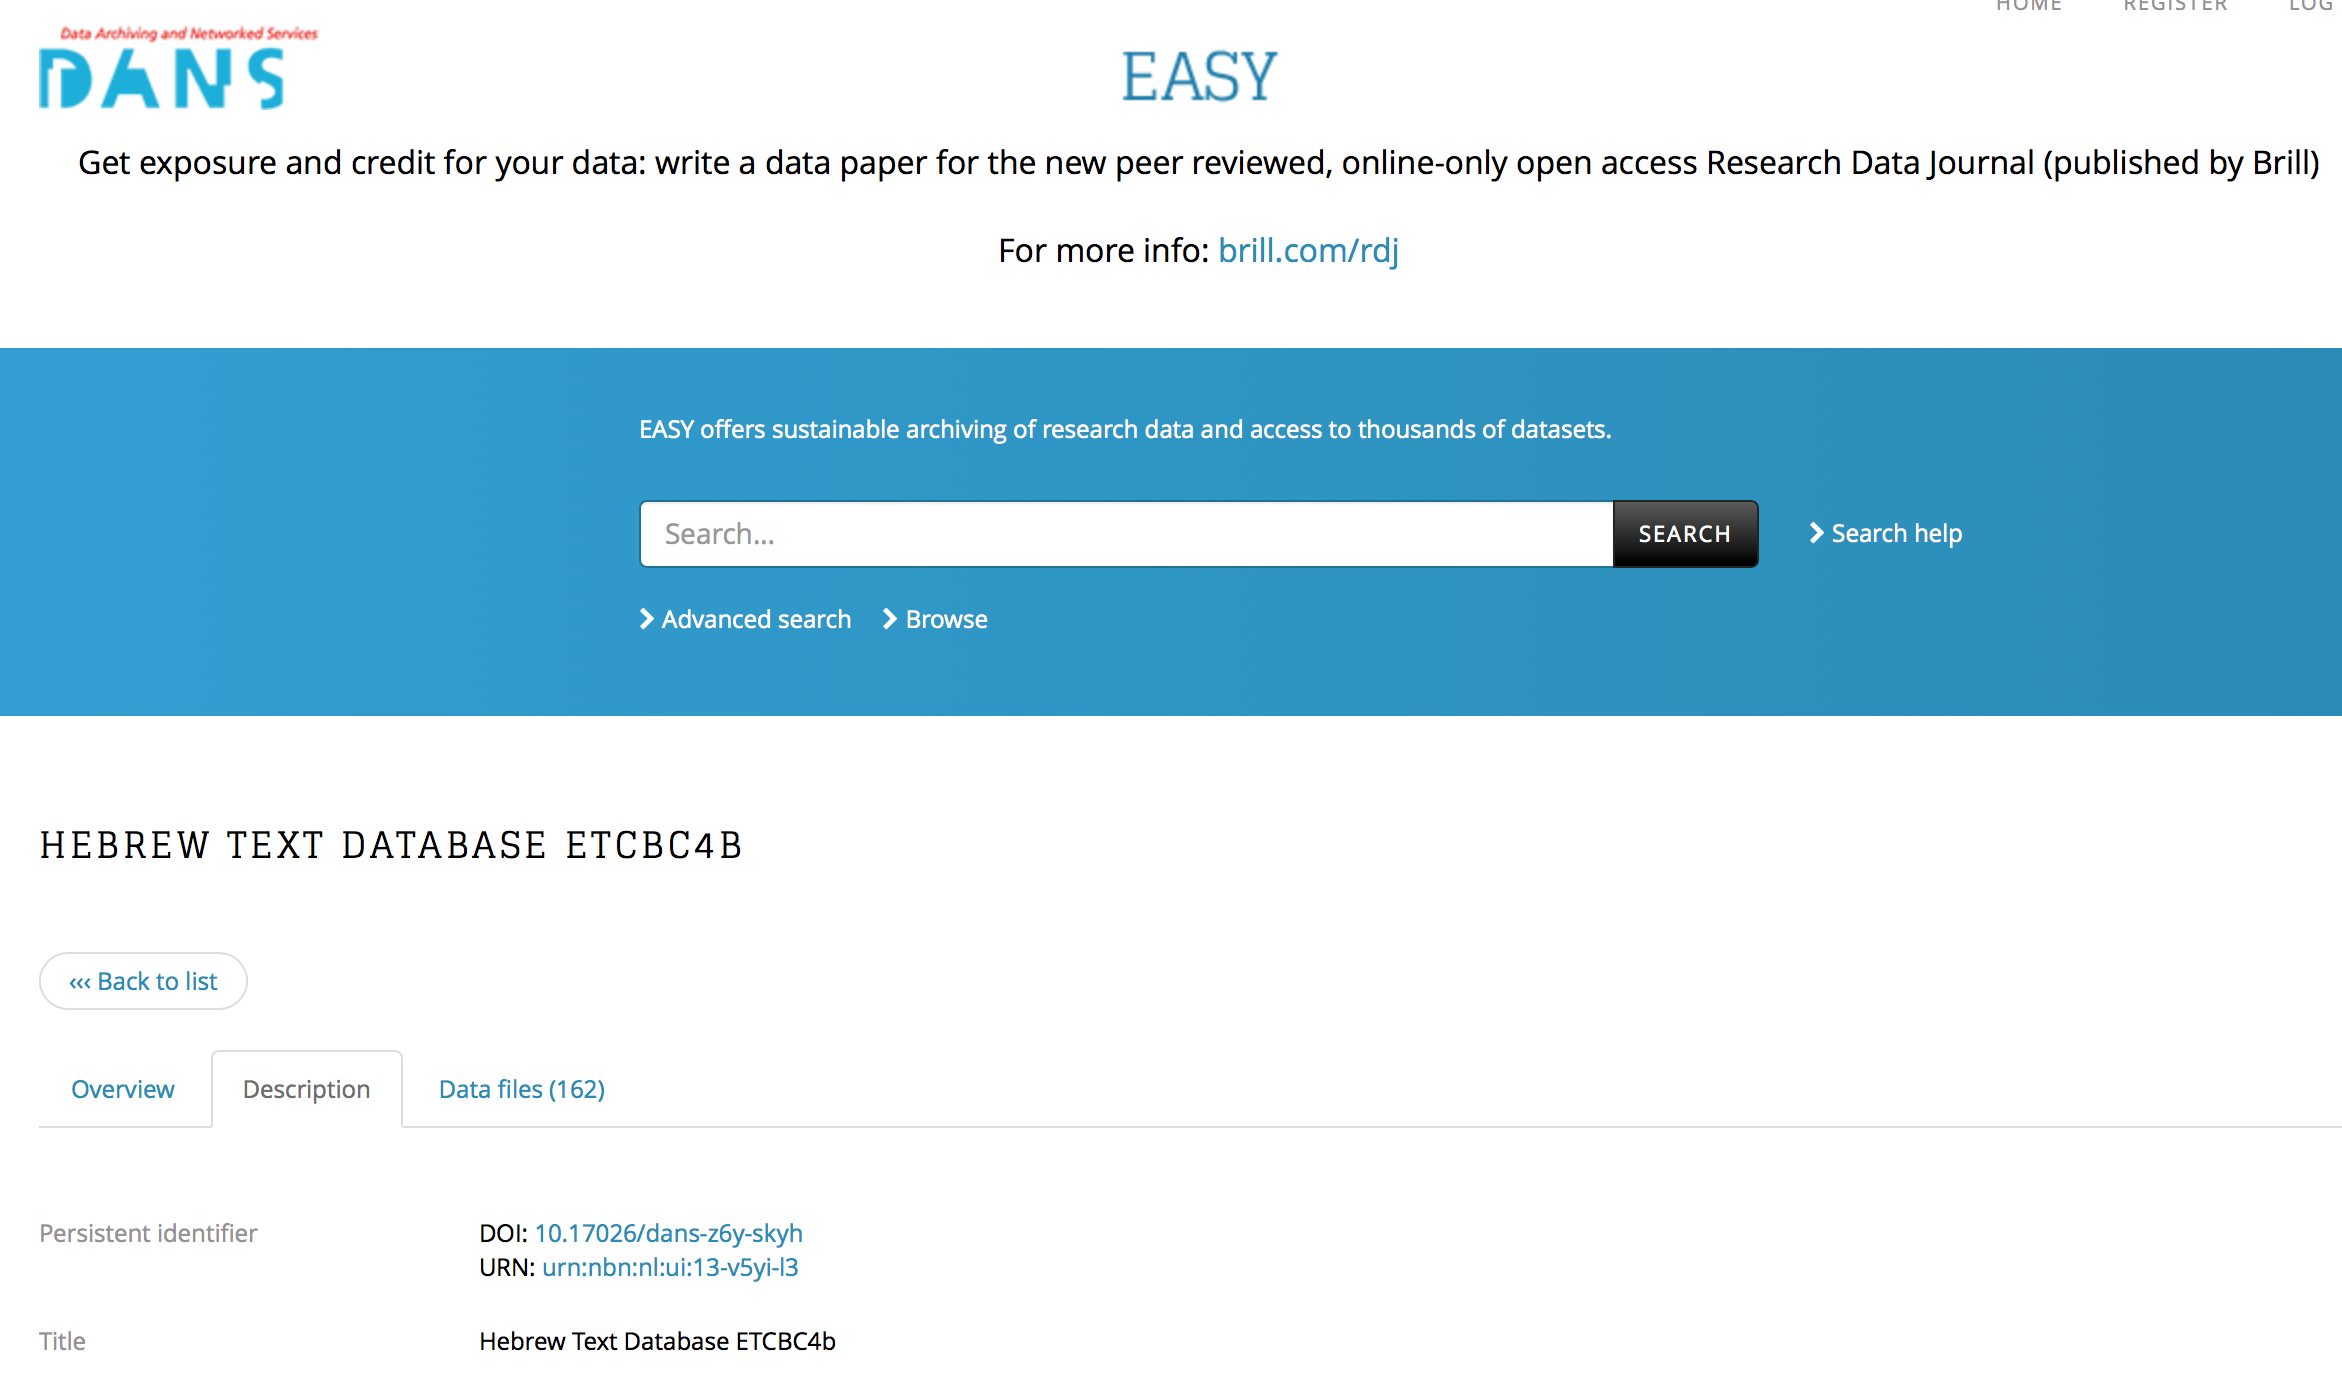 HOME REGISTER LOG
Data Archiving and Networked Services
DANS
EASY
Get exposure and credit for your data: write a data paper for the new peer reviewed, online-only open access Research Data Journal (published by Brill)
For more info: brill.com/rdj
EASY offers sustainable archiving of research data and access to thousands of datasets.
Search... SEARCH Search help
Advanced search Browse
HEBREW TEXT DATABASE ETCBC4B
‹‹‹ Back to list
Overview Description Data files (162)
Persistent identifier DOI: 10.17026/dans-z6y-skyh
URN: urn:nbn:nl:ui:13-v5yi-l3
Title Hebrew Text Database ETCBC4b